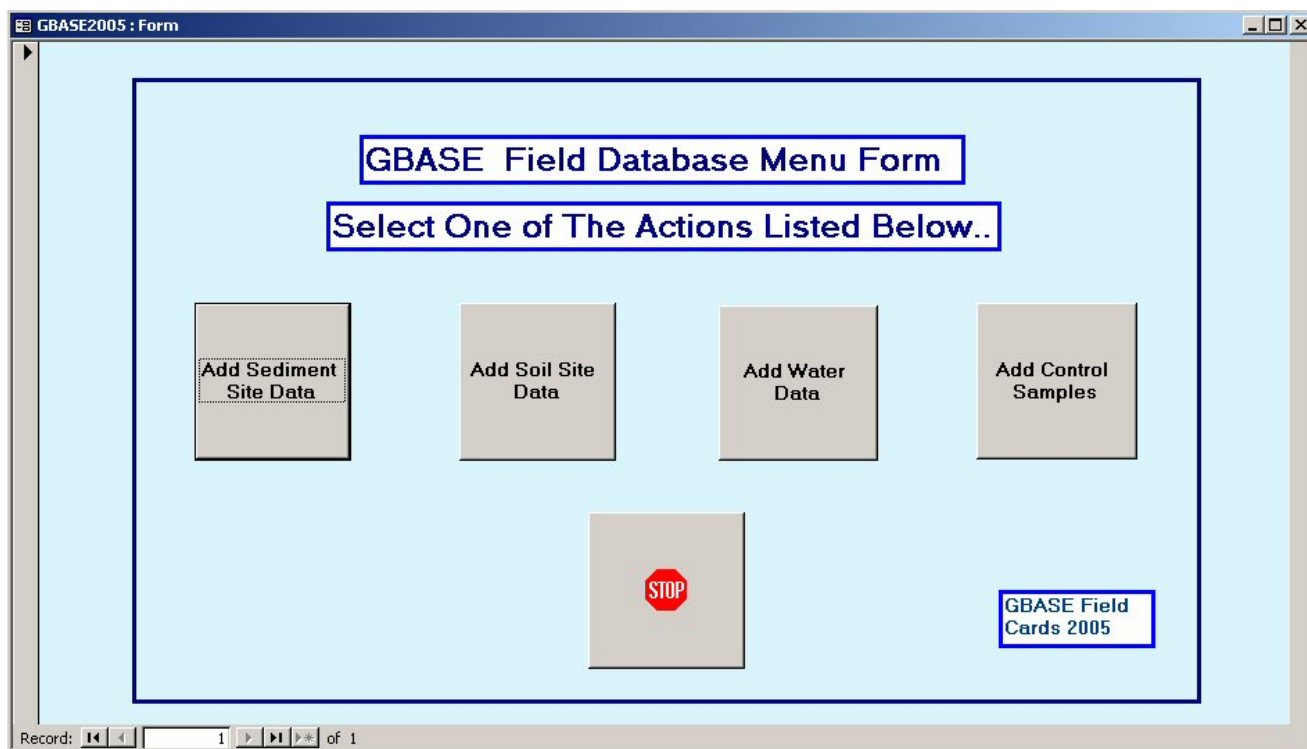 GBASE2005 : Form
GBASE Field Database Menu Form
Select One of The Actions Listed Below..
Add Sediment
Site Data
Add Soil Site
Data
Add Water
Data
Add Control
Samples
STOP
GBASE Field
Cards 2005
Record: 1 of 1